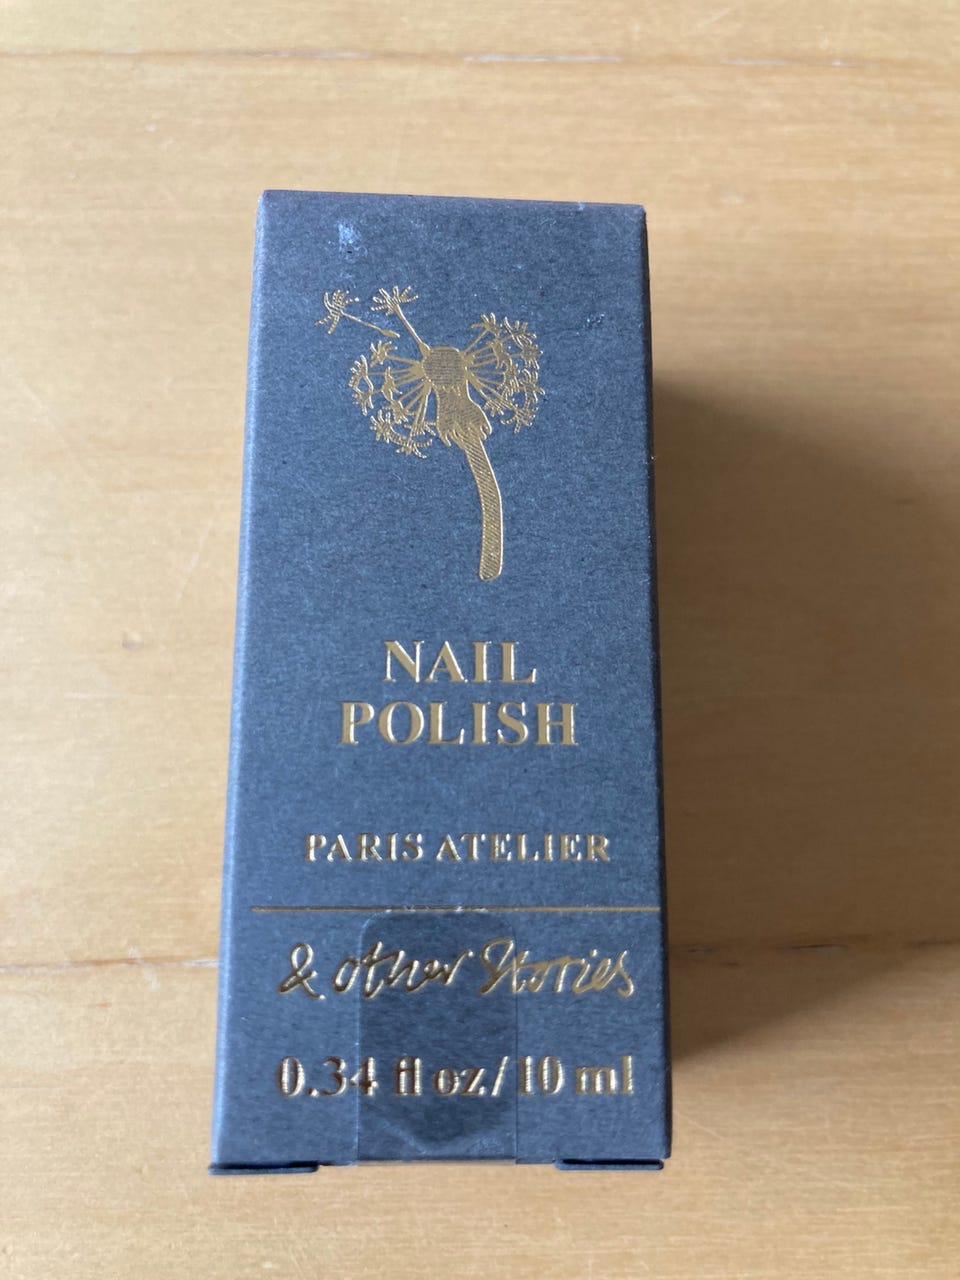 NAIL
POLISH
PARIS ATELIER
& other Stories
0.34 fl oz/10 ml